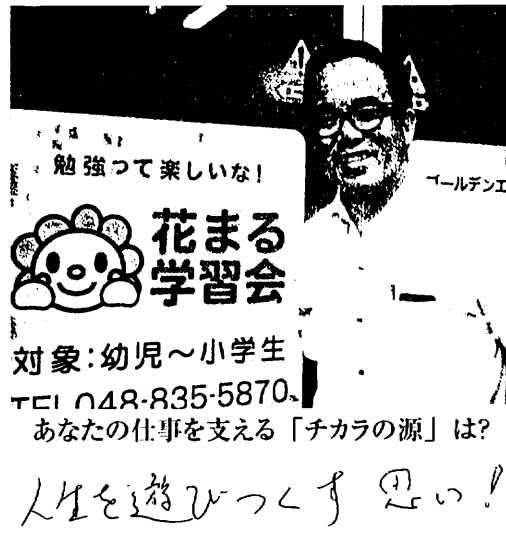 勉強って楽しいな!
花まる
学習会
対象:幼児~小学生
TEL 048-835-5870
ールデンエ
あなたの仕事を支える「チカラの源」は?
人生を遊びつくす 思い!